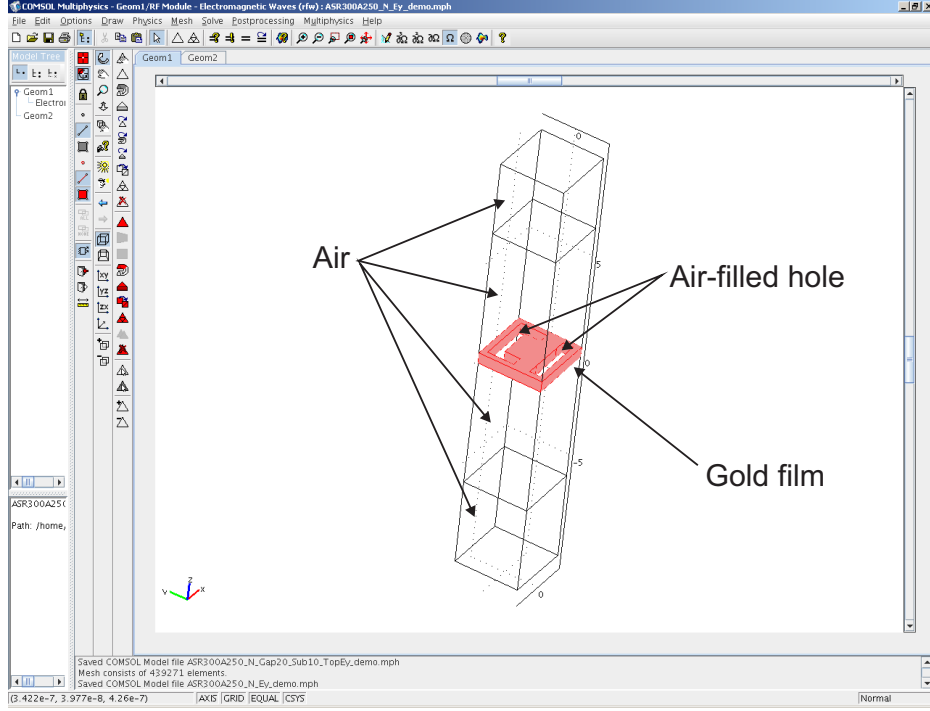 COMSOL Multiphysics - Geom1/RF Module - Electromagnetic Waves (rfw) : ASR300A250_N_Ey_demo.mph
File Edit Options Draw Physics Mesh Solve Postprocessing Multiphysics Help
Model Tree
Geom1 Geom2
Geom1
Electro
Geom2
0
Air
5
Air-filled hole
0
-5
Gold film
ASR300A250
Path: /home,
0
z
y x
Saved COMSOL Model file ASR300A250_N_Gap20_Sub10_TopEy_demo.mph
Mesh consists of 439271 elements.
Saved COMSOL Model file ASR300A250_N_Ey_demo.mph
(3.422e-7, 3.977e-8, 4.26e-7) AXIS GRID EQUAL CSYS Normal